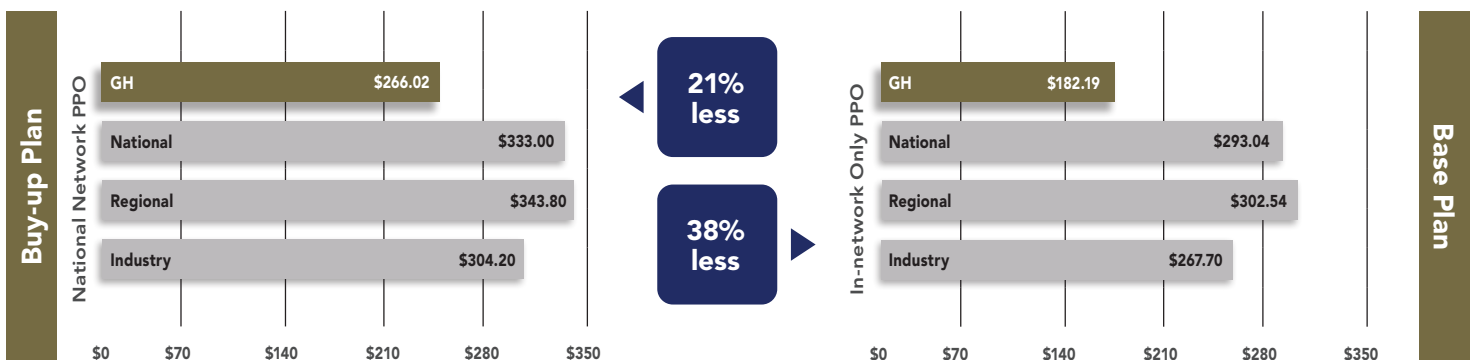 Buy-up Plan
National Network PPO
GH $266.02
National $333.00
Regional $343.80
Industry $304.20
$0 $70 $140 $210 $280 $350
21%
less
38%
less
In-network Only PPO
GH $182.19
National $293.04
Regional $302.54
Industry $267.70
$0 $70 $140 $210 $280 $350
Base Plan